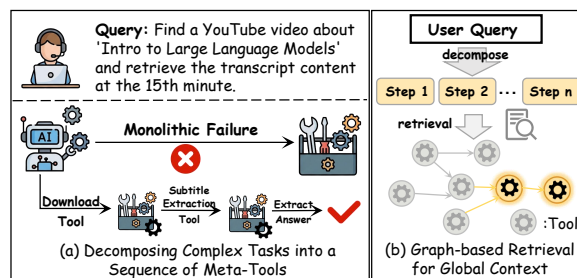 Query: Find a YouTube video about
'Intro to Large Language Models'
and retrieve the transcript content
at the 15th minute.
AI
Monolithic Failure
Download
Tool
Subtitle
Extraction
Tool
Extract
Answer
(a) Decomposing Complex Tasks into a
Sequence of Meta-Tools
User Query
decompose
Step 1
Step 2
...
Step n
retrieval
:Tool
(b) Graph-based Retrieval
for Global Context